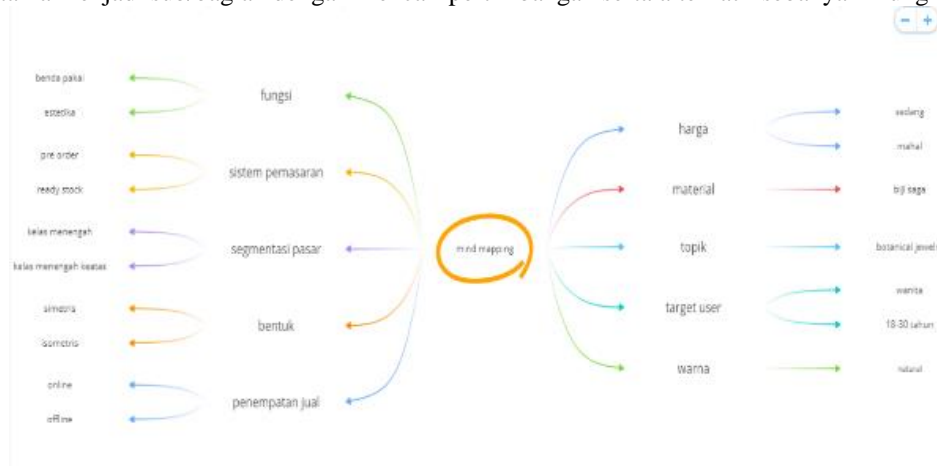 fungsi
benda pakai
estetika
sistem pemasaran
pre order
ready stock
segmentasi pasar
kelas menengah
kelas menengah keatas
bentuk
simetris
isometris
penempatan jual
online
offline
mind mapping
harga
sedang
mahal
material
biji saga
topik
botanical jewel
target user
wanita
18-30 tahun
warna
natural